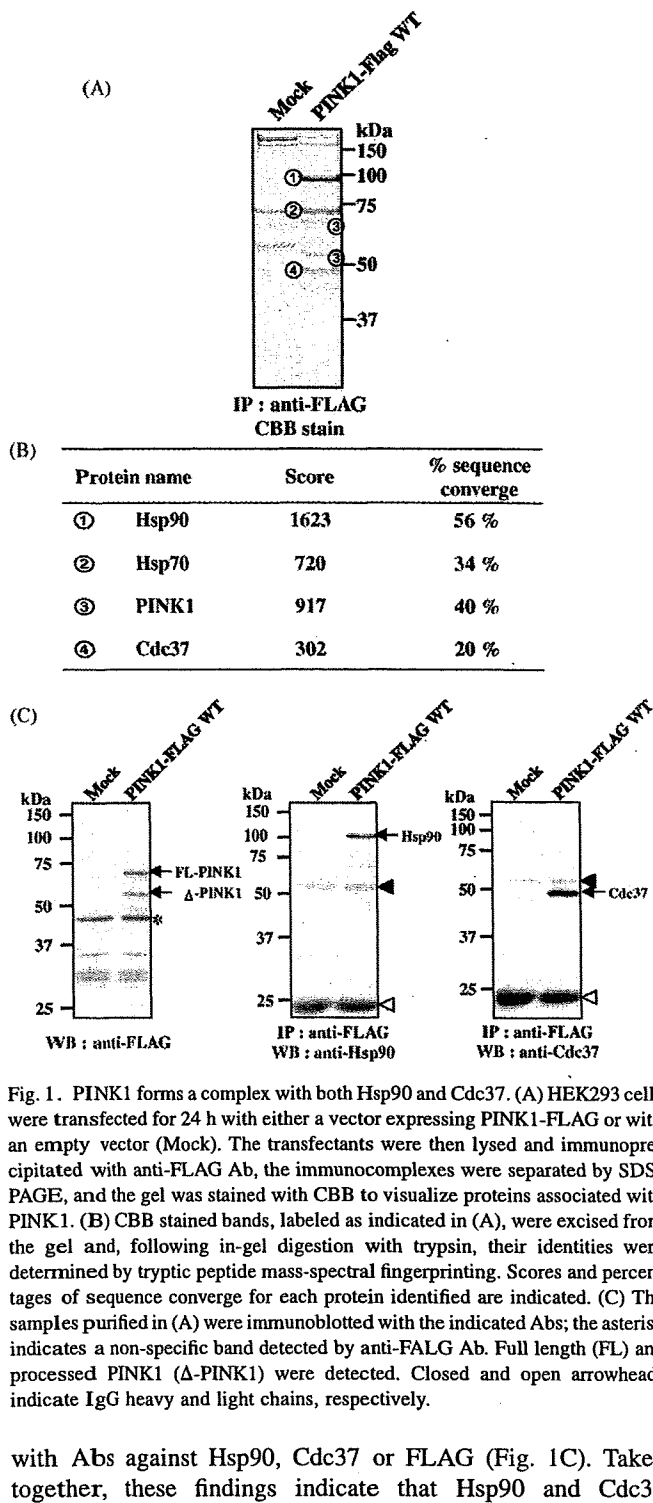 (A)
Mock
PINK1-Flag WT
kDa
150
100
75
50
37
①
②
③
③
④
IP : anti-FLAG
CBB stain
(B)
Protein name Score % sequence converge
① Hsp90 1623 56 %
② Hsp70 720 34 %
③ PINK1 917 40 %
④ Cdc37 302 20 %
(C)
Mock
PINK1-FLAG WT
kDa
150
100
75
50
37
25
FL-PINK1
Δ-PINK1
*
WB : anti-FLAG
Mock
PINK1-FLAG WT
kDa
150
100
75
50
37
25
Hsp90
IP : anti-FLAG
WB : anti-Hsp90
Mock
PINK1-FLAG WT
kDa
150
100
75
50
37
25
Cdc37
IP : anti-FLAG
WB : anti-Cdc37
Fig. 1. PINK1 forms a complex with both Hsp90 and Cdc37. (A) HEK293 cell
were transfected for 24 h with either a vector expressing PINK1-FLAG or wit
an empty vector (Mock). The transfectants were then lysed and immunopre
cipitated with anti-FLAG Ab, the immunocomplexes were separated by SDS
PAGE, and the gel was stained with CBB to visualize proteins associated wit
PINK1. (B) CBB stained bands, labeled as indicated in (A), were excised from
the gel and, following in-gel digestion with trypsin, their identities wer
determined by tryptic peptide mass-spectral fingerprinting. Scores and percen
tages of sequence converge for each protein identified are indicated. (C) Th
samples purified in (A) were immunoblotted with the indicated Abs; the asteris
indicates a non-specific band detected by anti-FALG Ab. Full length (FL) an
processed PINK1 (Δ-PINK1) were detected. Closed and open arrowhead
indicate IgG heavy and light chains, respectively.
with Abs against Hsp90, Cdc37 or FLAG (Fig. 1C). Take
together, these findings indicate that Hsp90 and Cdc3